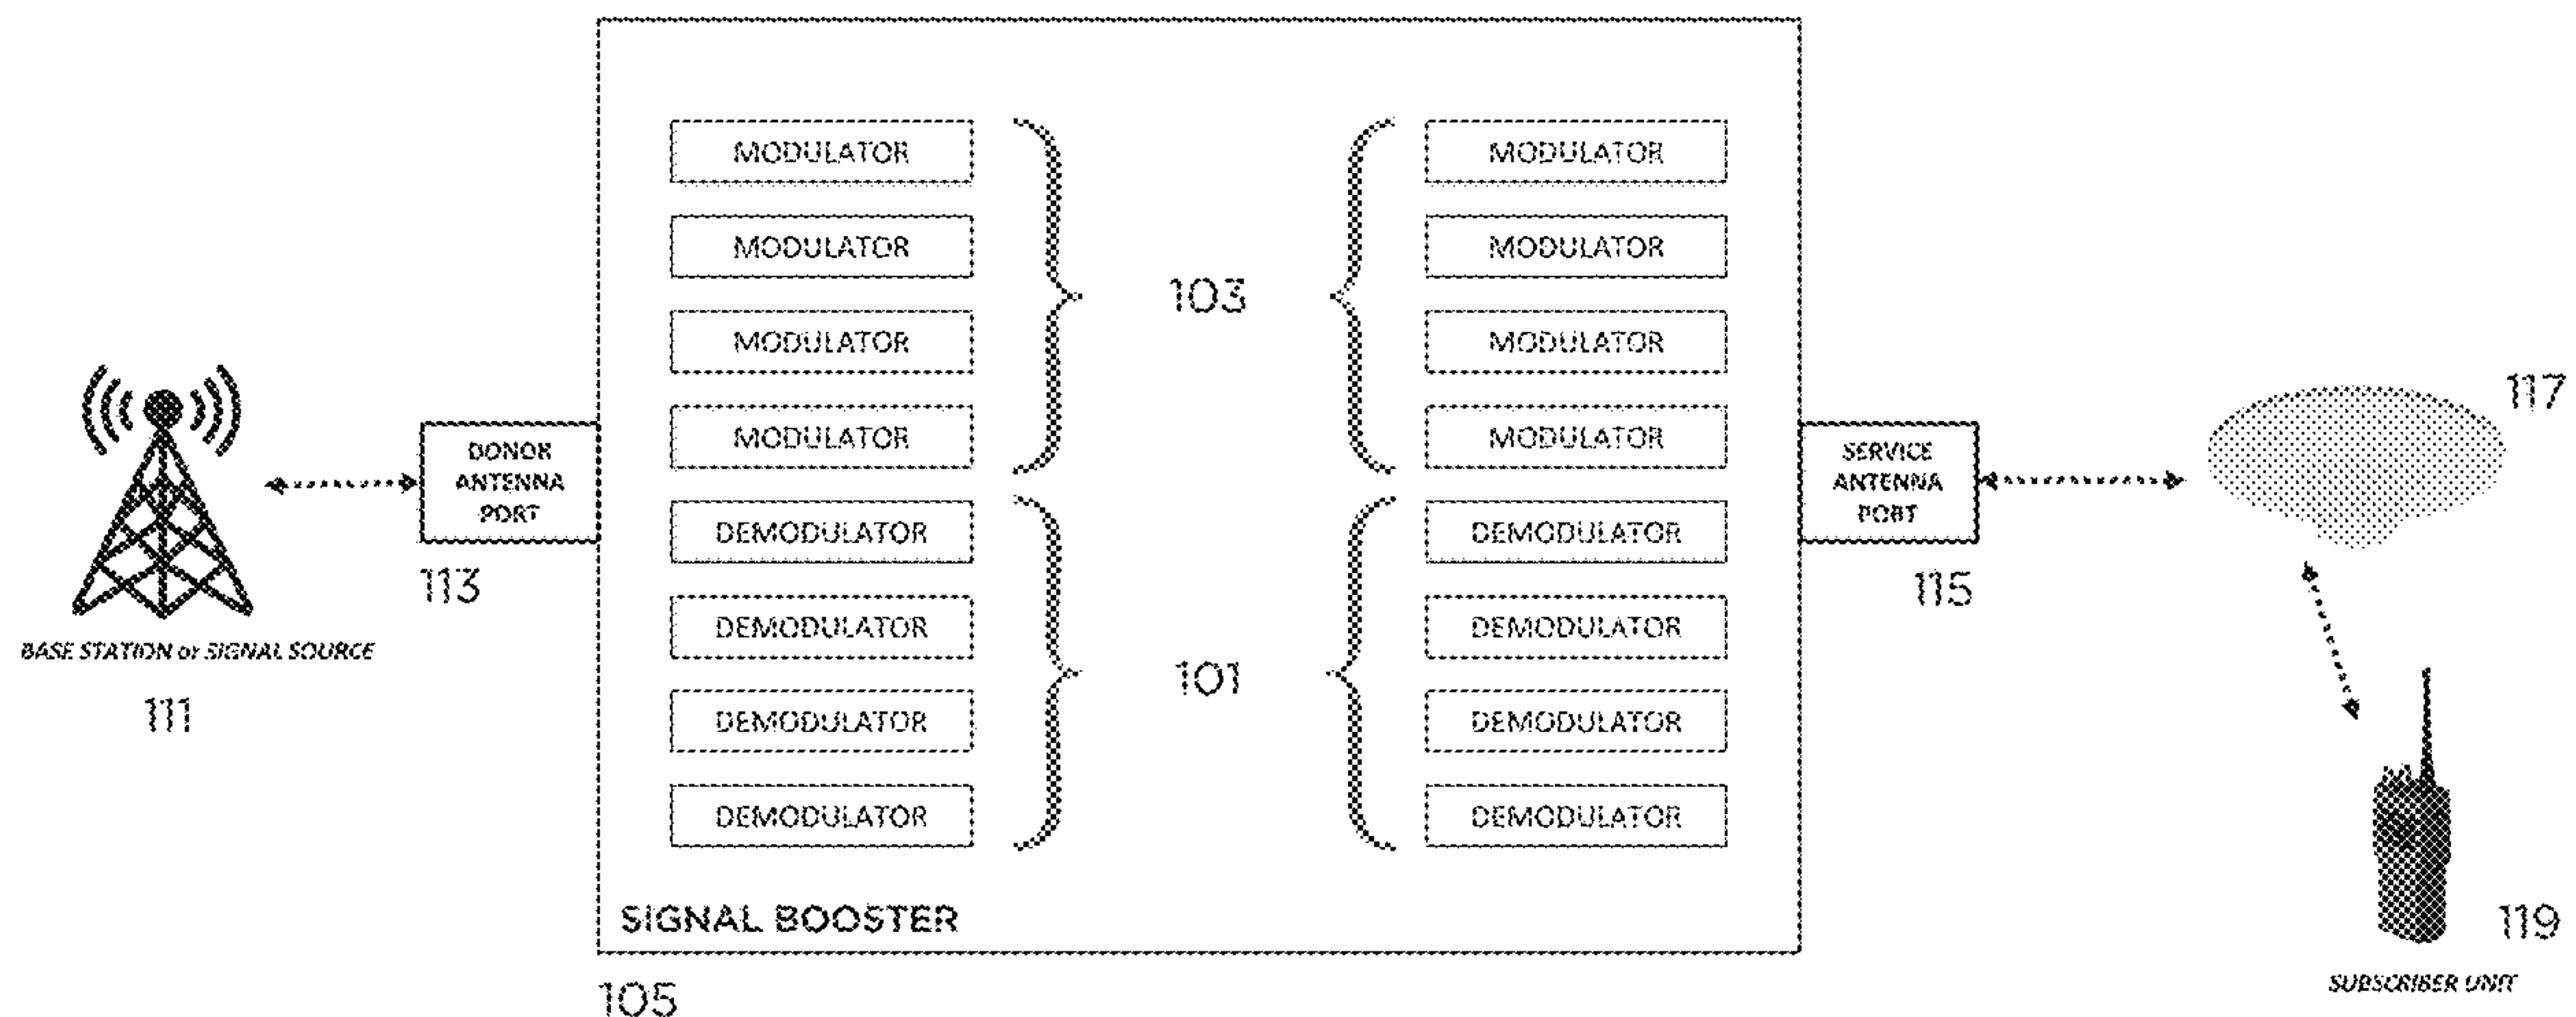 MODULATOR
MODULATOR
MODULATOR
MODULATOR
DEMODULATOR
DEMODULATOR
DEMODULATOR
DEMODULATOR
103
101
MODULATOR
MODULATOR
MODULATOR
MODULATOR
DEMODULATOR
DEMODULATOR
DEMODULATOR
DEMODULATOR
SIGNAL BOOSTER
105
DONOR
ANTENNA
PORT
113
BASE STATION or SIGNAL SOURCE
111
SERVICE
ANTENNA
PORT
115
117
119
SUBSCRIBER UNIT